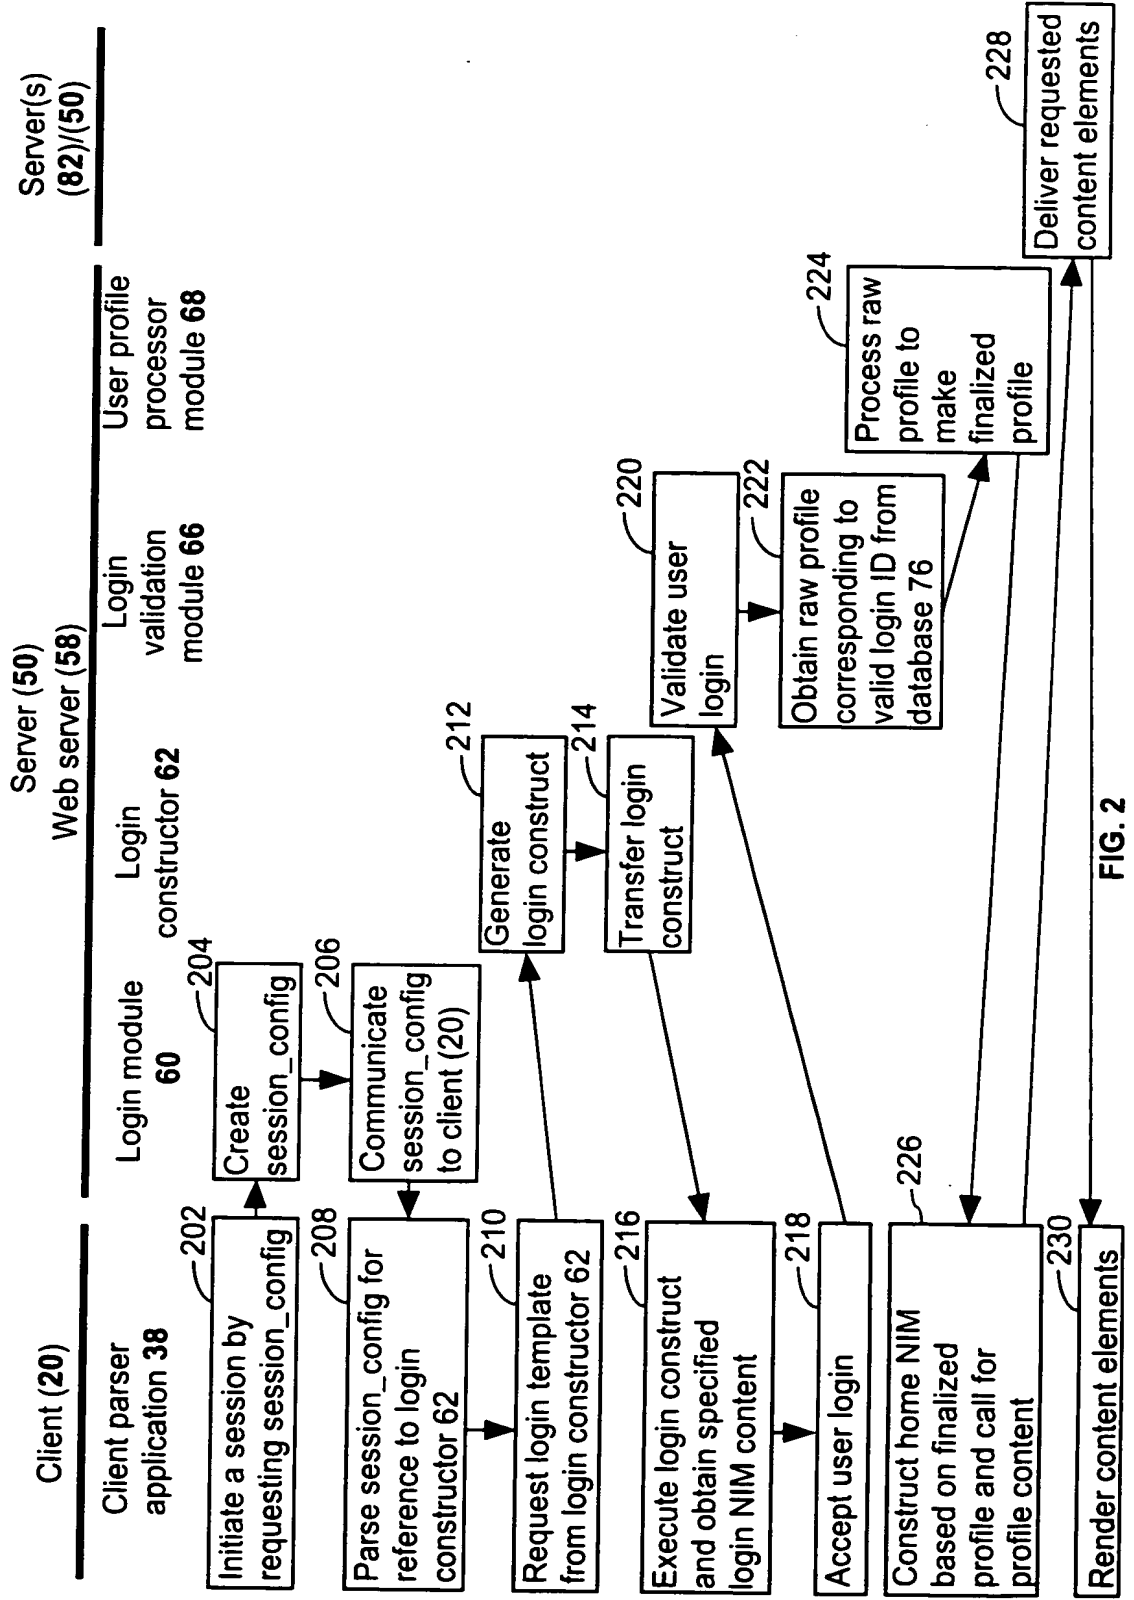 Client (20)
Server (50)
Web server (58)
Server(s)
(82)/(50)
Client parser
application 38
Login module
60
Login
constructor 62
Login
validation
module 66
User profile
processor
module 68
202
Initiate a session by
requesting session_config
204
Create
session_config
206
Communicate
session_config
to client (20)
208
Parse session_config for
reference to login
constructor 62
210
Request login template
from login constructor 62
212
Generate
login construct
214
Transfer login
construct
216
Execute login construct
and obtain specified
login NIM content
218
Accept user login
220
Validate user
login
222
Obtain raw profile
corresponding to
valid login ID from
database 76
224
Process raw
profile to
make
finalized
profile
226
Construct home NIM
based on finalized
profile and call for
profile content
228
Deliver requested
content elements
230
Render content elements
FIG. 2